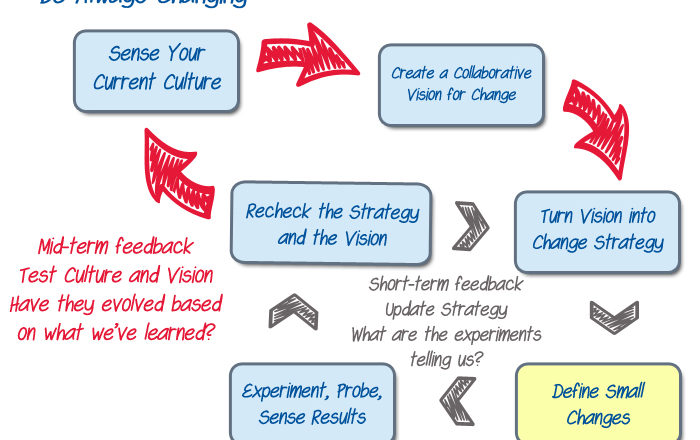 Be Always Changing
Sense Your
Current Culture
Create a Collaborative
Vision for Change
Recheck the Strategy
and the Vision
Turn Vision into
Change Strategy
Mid-term feedback
Test Culture and Vision
Have they evolved based
on what we've learned?
Short-term feedback
Update Strategy
What are the experiments
telling us?
Experiment, Probe,
Sense Results
Define Small
Changes